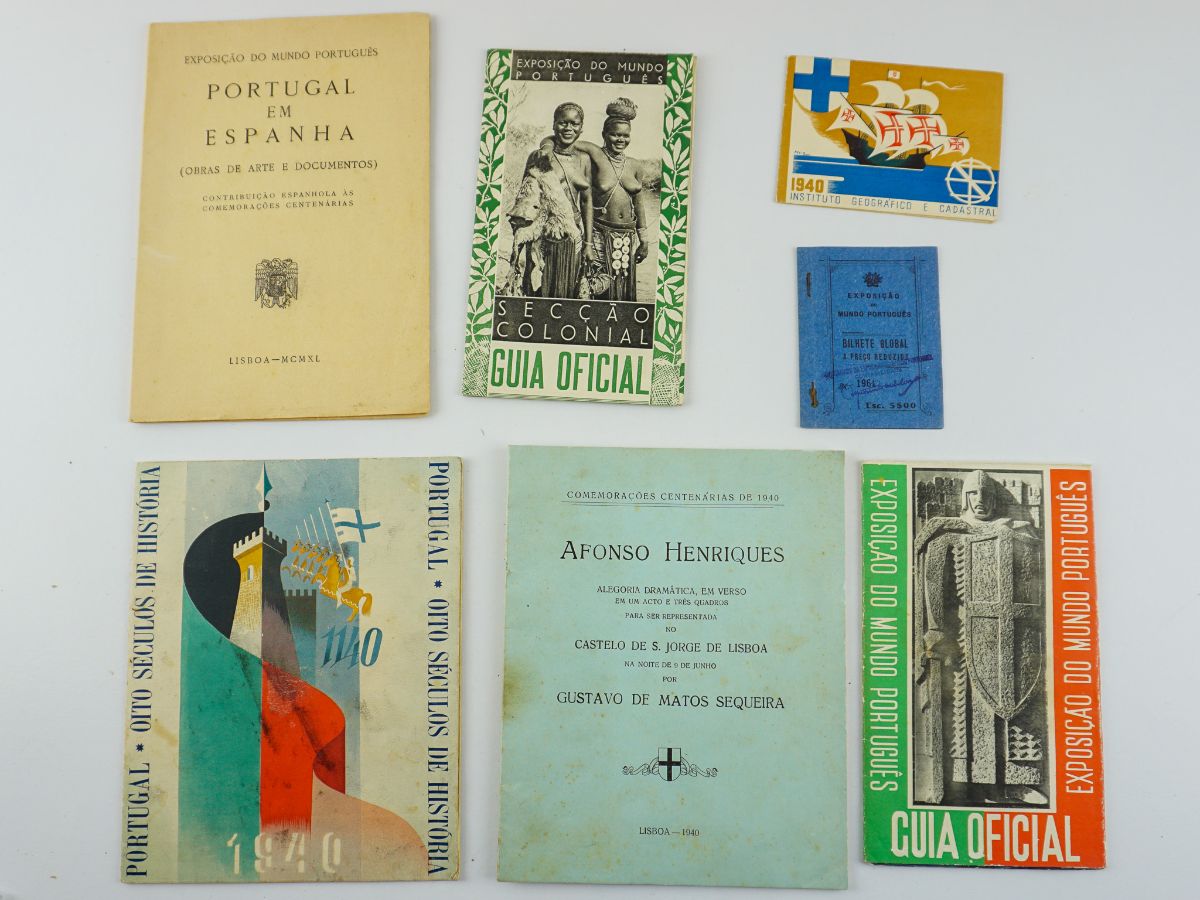 EXPOSIÇÃO DO MUNDO PORTUGUÊS
PORTUGAL
EM
ESPANHA
(OBRAS DE ARTE E DOCUMENTOS)
CONTRIBUIÇÃO ESPANHOLA ÀS
COMEMORAÇÕES CENTENÁRIAS
LISBOA — MCMXL
EXPOSIÇÃO DO MUNDO
PORTUGUÊS
SECÇÃO
COLONIAL
GUIA OFICIAL
1940
INSTITUTO GEOGRÁFICO E CADASTRAL
EXPOSIÇÃO
DO
MUNDO PORTUGUÊS
BILHETE GLOBAL
A PREÇO REDUZIDO
1961
Esc. 5$00
PORTUGAL * OITO SÉCULOS DE HISTÓRIA
PORTUGAL * OITO SÉCULOS DE HISTÓRIA
1140
1940
COMEMORAÇÕES CENTENÁRIAS DE 1940
AFONSO HENRIQUES
ALEGORIA DRAMÁTICA, EM VERSO
EM UM ACTO E TRÊS QUADROS
PARA SER REPRESENTADA
NO
CASTELO DE S. JORGE DE LISBOA
NA NOITE DE 9 DE JUNHO
POR
GUSTAVO DE MATOS SEQUEIRA
LISBOA — 1940
EXPOSIÇÃO DO MUNDO PORTUGUÊS
EXPOSIÇÃO DO MUNDO PORTUGUÊS
GUIA OFICIAL